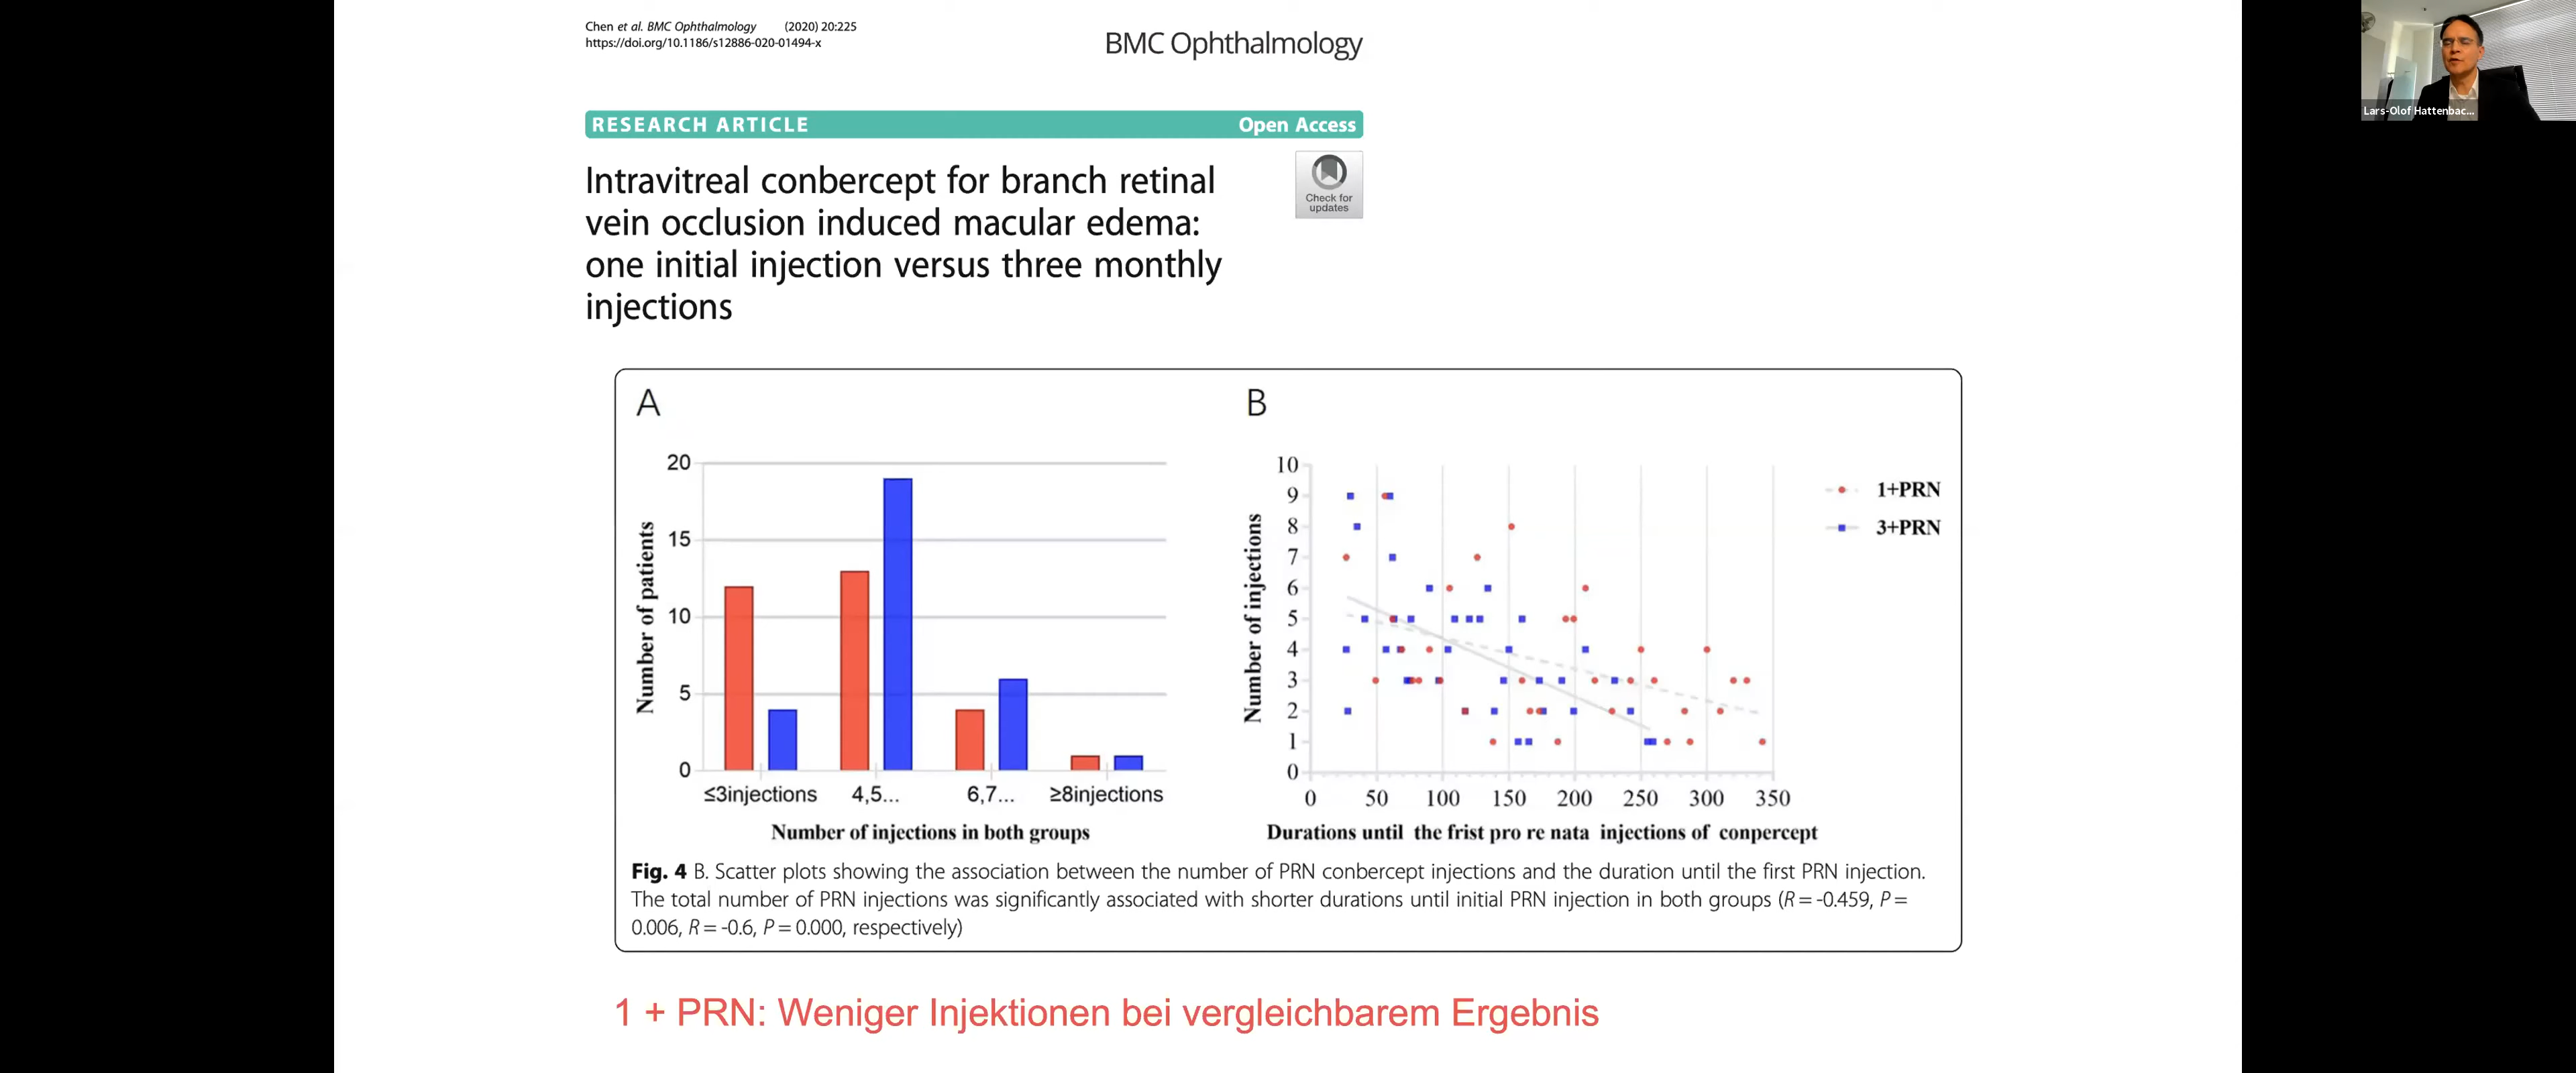 Chen et al. BMC Ophthalmology (2020) 20:225
https://doi.org/10.1186/s12886-020-01494-x
BMC Ophthalmology
Lars-Olof Hattenbac...
RESEARCH ARTICLE
Open Access
Check for
updates
Intravitreal conbercept for branch retinal
vein occlusion induced macular edema:
one initial injection versus three monthly
injections
A
20
15
10
5
0
Number of patients
≤3injections 4,5... 6,7... ≥8injections
Number of injections in both groups
B
10
9
8
7
6
5
4
3
2
1
0
Number of injections
0 50 100 150 200 250 300 350
Durations until the frist pro re nata injections of conpercept
1+PRN
3+PRN
Fig. 4 B. Scatter plots showing the association between the number of PRN conbercept injections and the duration until the first PRN injection.
The total number of PRN injections was significantly associated with shorter durations until initial PRN injection in both groups (R = -0.459, P =
0.006, R = -0.6, P = 0.000, respectively)
1 + PRN: Weniger Injektionen bei vergleichbarem Ergebnis